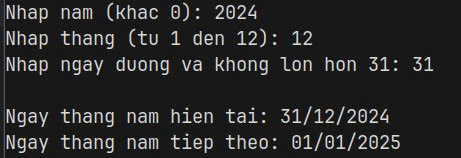 Nhap nam (khac 0): 2024
Nhap thang (tu 1 den 12): 12
Nhap ngay duong va khong lon hon 31: 31
Ngay thang nam hien tai: 31/12/2024
Ngay thang nam tiep theo: 01/01/2025